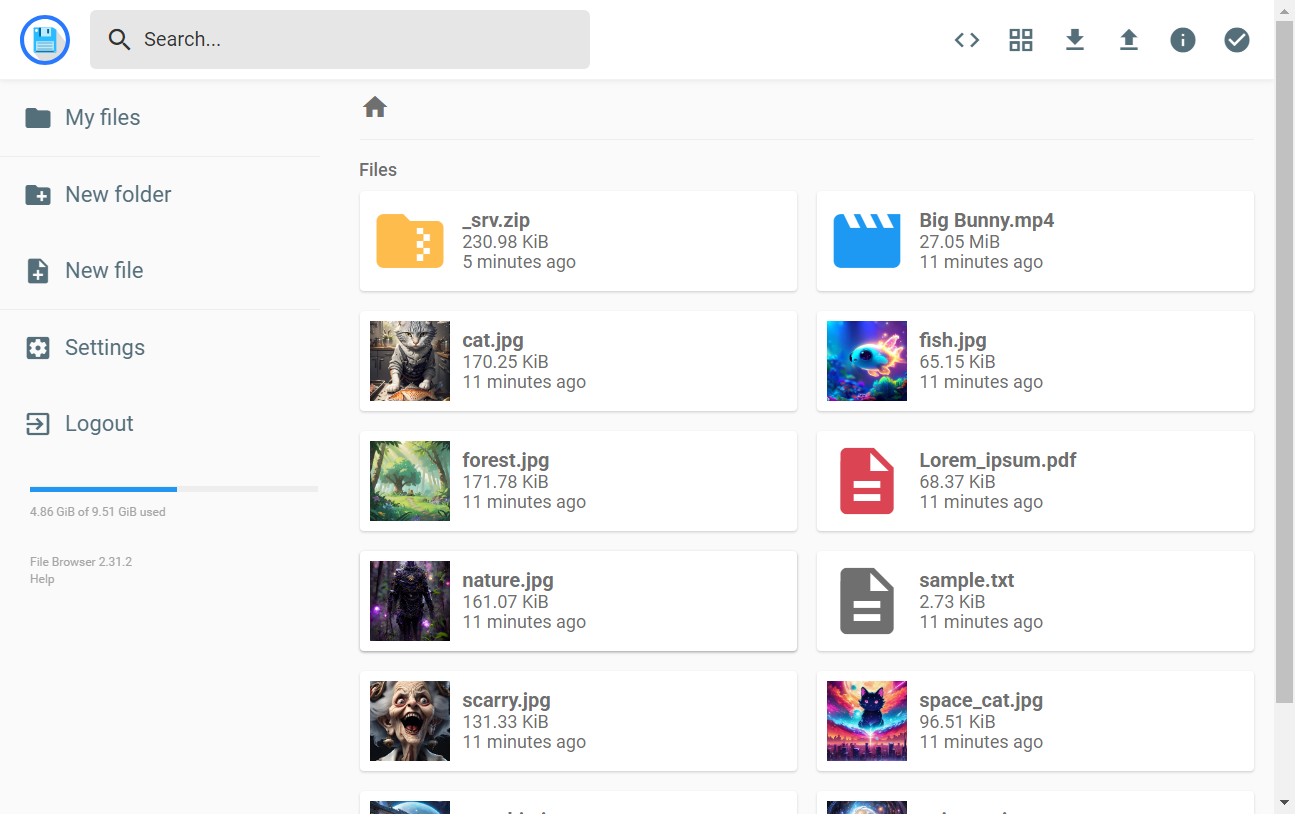 Search...
My files
New folder
New file
Settings
Logout
4.86 GiB of 9.51 GiB used
File Browser 2.31.2
Help
Files
_srv.zip
230.98 KiB
5 minutes ago
Big Bunny.mp4
27.05 MiB
11 minutes ago
cat.jpg
170.25 KiB
11 minutes ago
fish.jpg
65.15 KiB
11 minutes ago
forest.jpg
171.78 KiB
11 minutes ago
Lorem_ipsum.pdf
68.37 KiB
11 minutes ago
nature.jpg
161.07 KiB
11 minutes ago
sample.txt
2.73 KiB
11 minutes ago
scarry.jpg
131.33 KiB
11 minutes ago
space_cat.jpg
96.51 KiB
11 minutes ago